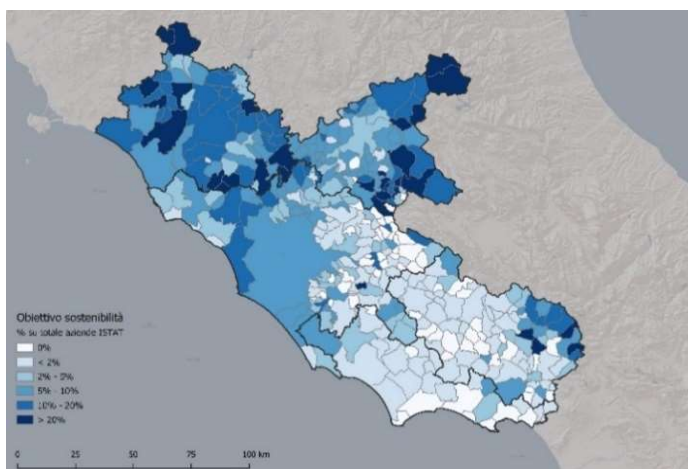 Obiettivo sostenibilità
% su totale aziende ISTAT
0%
< 2%
2% - 5%
5% - 10%
10% - 20%
> 20%
0 25 50 100 km